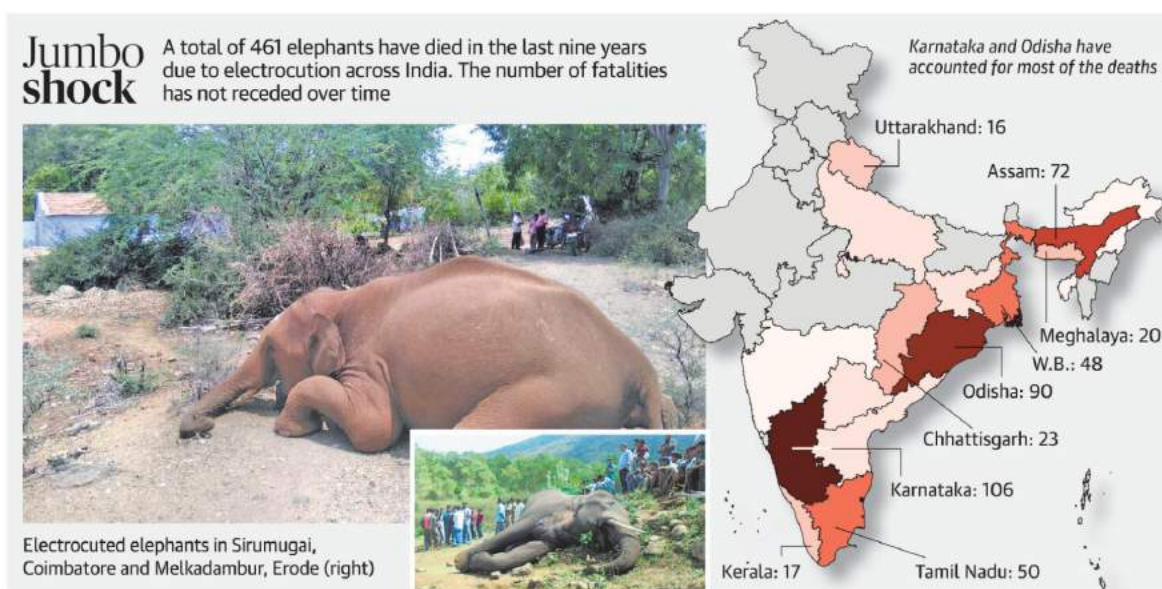 Jumbo
shock
A total of 461 elephants have died in the last nine years
due to electrocution across India. The number of fatalities
has not receded over time
Karnataka and Odisha have
accounted for most of the deaths
Uttarakhand: 16
Assam: 72
Meghalaya: 20
W.B.: 48
Odisha: 90
Chhattisgarh: 23
Karnataka: 106
Kerala: 17
Tamil Nadu: 50
Electrocuted elephants in Sirumugai,
Coimbatore and Melkadambur, Erode (right)